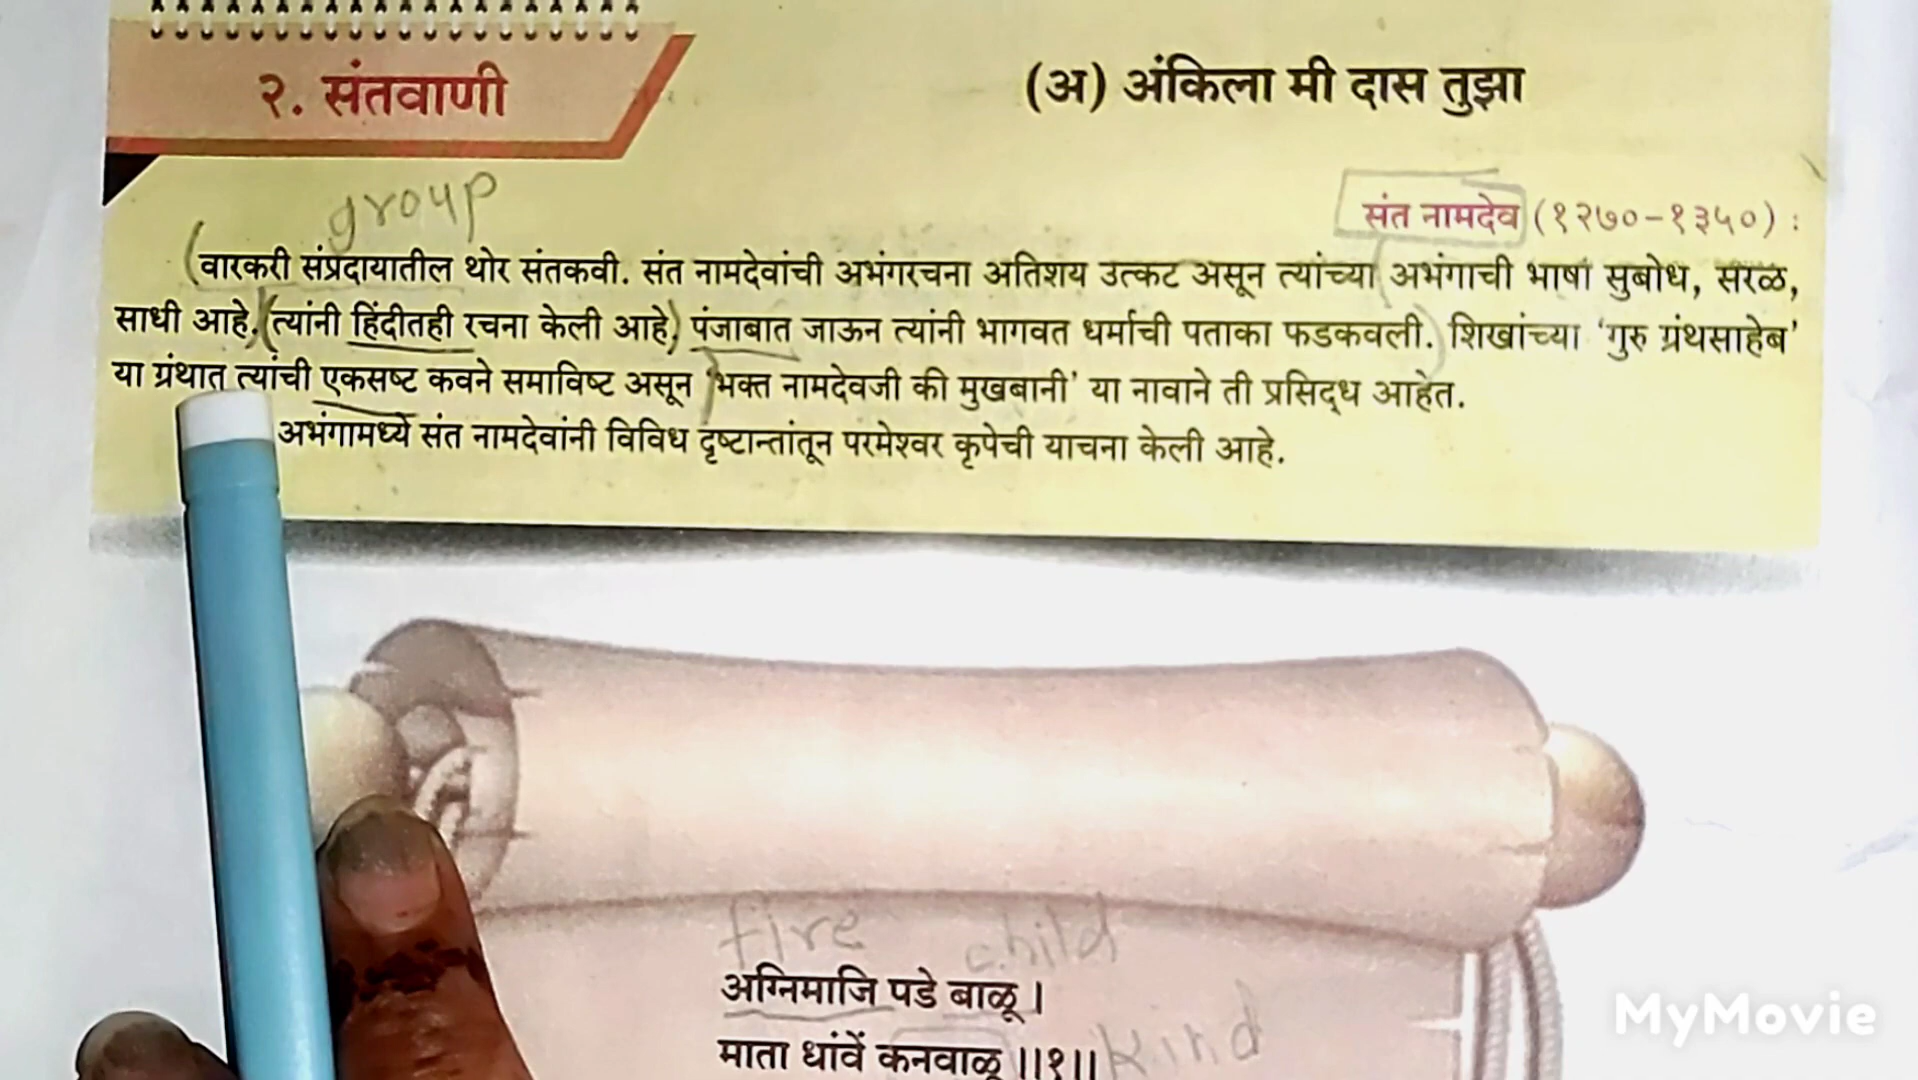 २. संतवाणी
(अ) अंकिला मी दास तुझा
group
संत नामदेव (१२७०-१३५०) :
वारकरी संप्रदायातील थोर संतकवी. संत नामदेवांची अभंगरचना अतिशय उत्कट असून त्यांच्या अभंगाची भाषा सुबोध, सरळ,
साधी आहे. (त्यांनी हिंदीतही रचना केली आहे.) पंजाबात जाऊन त्यांनी भागवत धर्माची पताका फडकवली. शिखांच्या ‘गुरु ग्रंथसाहेब’
या ग्रंथात त्यांची एकसष्ट कवने समाविष्ट असून ‘भक्त नामदेवजी की मुखबानी’ या नावाने ती प्रसिद्ध आहेत.
अभंगामध्ये संत नामदेवांनी विविध दृष्टान्तांतून परमेश्वर कृपेची याचना केली आहे.
fire child
अग्निमाजि पडे बाळू ।
माता धांवें कनवाळू ।।१।। kind
MyMovie